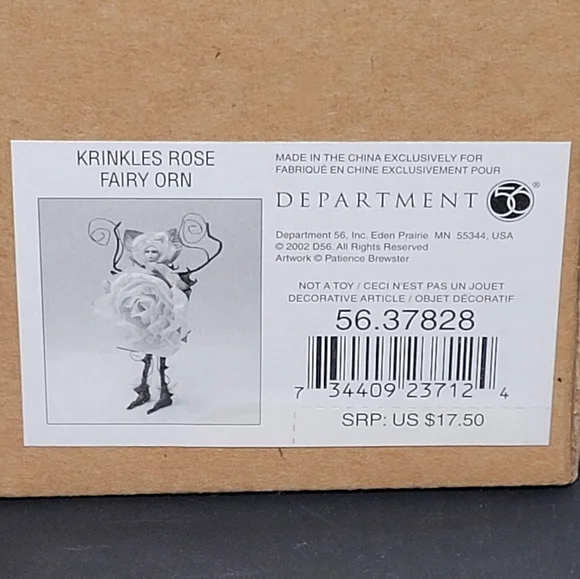 KRINKLES ROSE
FAIRY ORN
MADE IN THE CHINA EXCLUSIVELY FOR
FABRIQUÉ EN CHINE EXCLUSIVEMENT POUR
DEPARTMENT 56®
Department 56, Inc. Eden Prairie MN 55344, USA
© 2002 D56. All Rights Reserved
Artwork © Patience Brewster
NOT A TOY / CECI N'EST PAS UN JOUET
DECORATIVE ARTICLE / OBJET DÉCORATIF
56.37828
7 34409 23712 4
SRP: US $17.50